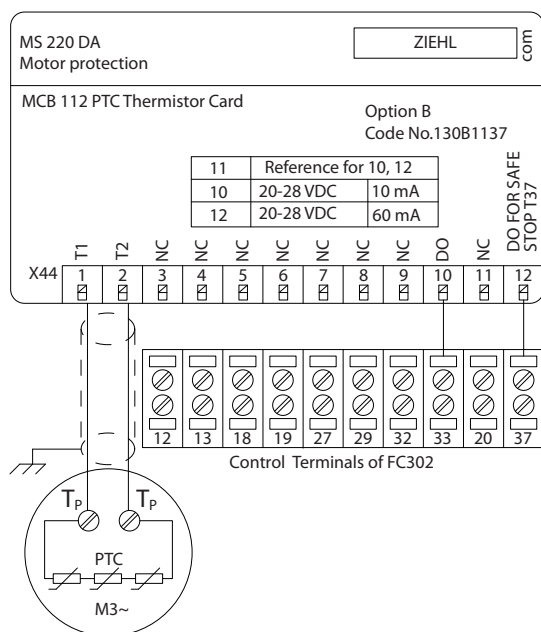 MS 220 DA
Motor protection
ZIEHL
com
MCB 112 PTC Thermistor Card
Option B
Code No.130B1137
11 Reference for 10, 12
10 20-28 VDC 10 mA
12 20-28 VDC 60 mA
T1 T2 NC NC NC NC NC NC NC DO NC DO FOR SAFE STOP T37
X44 1 2 3 4 5 6 7 8 9 10 11 12
12 13 18 19 27 29 32 33 20 37
Control Terminals of FC302
TP TP
PTC
M3~